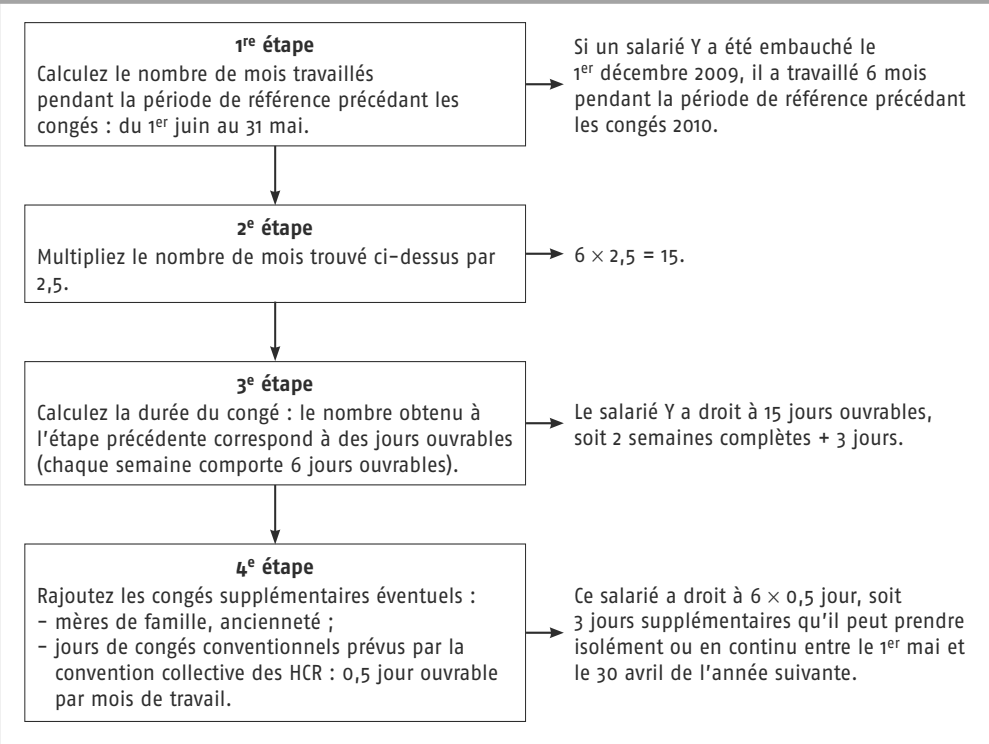 1re étape
Calculez le nombre de mois travaillés
pendant la période de référence précédant les
congés : du 1er juin au 31 mai.
Si un salarié Y a été embauché le
1er décembre 2009, il a travaillé 6 mois
pendant la période de référence précédant
les congés 2010.
2e étape
Multipliez le nombre de mois trouvé ci-dessus par
2,5.
6 × 2,5 = 15.
3e étape
Calculez la durée du congé : le nombre obtenu à
l'étape précédente correspond à des jours ouvrables
(chaque semaine comporte 6 jours ouvrables).
Le salarié Y a droit à 15 jours ouvrables,
soit 2 semaines complètes + 3 jours.
4e étape
Rajoutez les congés supplémentaires éventuels :
- mères de famille, ancienneté ;
- jours de congés conventionnels prévus par la
convention collective des HCR : 0,5 jour ouvrable
par mois de travail.
Ce salarié a droit à 6 × 0,5 jour, soit
3 jours supplémentaires qu'il peut prendre
isolément ou en continu entre le 1er mai et
le 30 avril de l'année suivante.